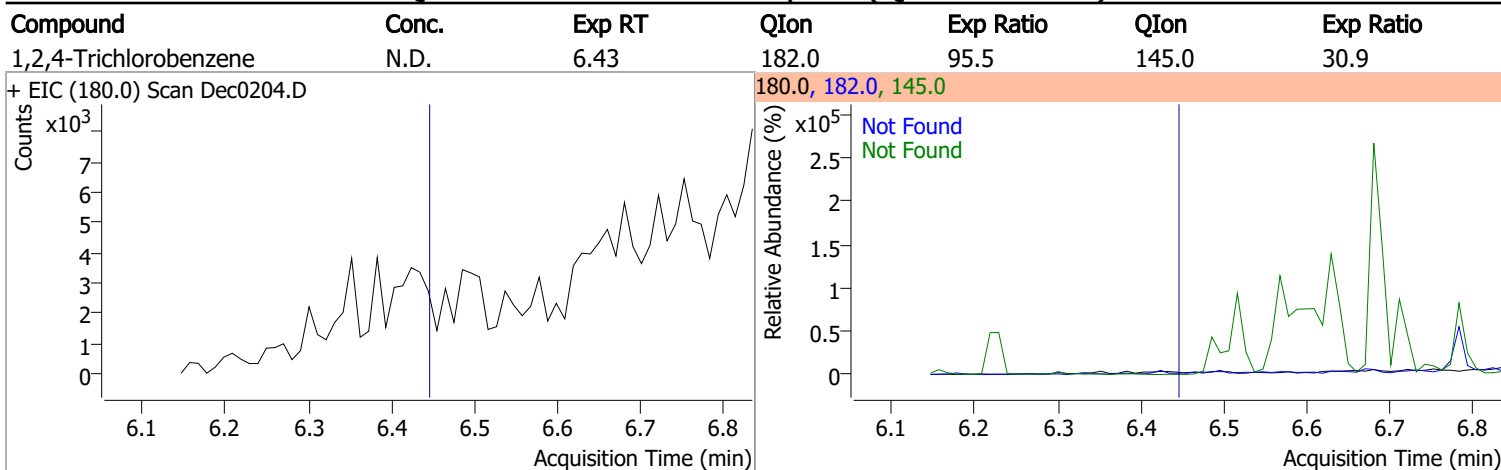 Compound Conc. Exp RT QIon Exp Ratio QIon Exp Ratio
1,2,4-Trichlorobenzene N.D. 6.43 182.0 95.5 145.0 30.9
+ EIC (180.0) Scan Dec0204.D
Counts
x10³
7
6
5
4
3
2
1
0
6.1 6.2 6.3 6.4 6.5 6.6 6.7 6.8
Acquisition Time (min)
180.0, 182.0, 145.0
Relative Abundance (%)
x10⁵
Not Found
Not Found
2.5
2
1.5
1
0.5
0
6.1 6.2 6.3 6.4 6.5 6.6 6.7 6.8
Acquisition Time (min)